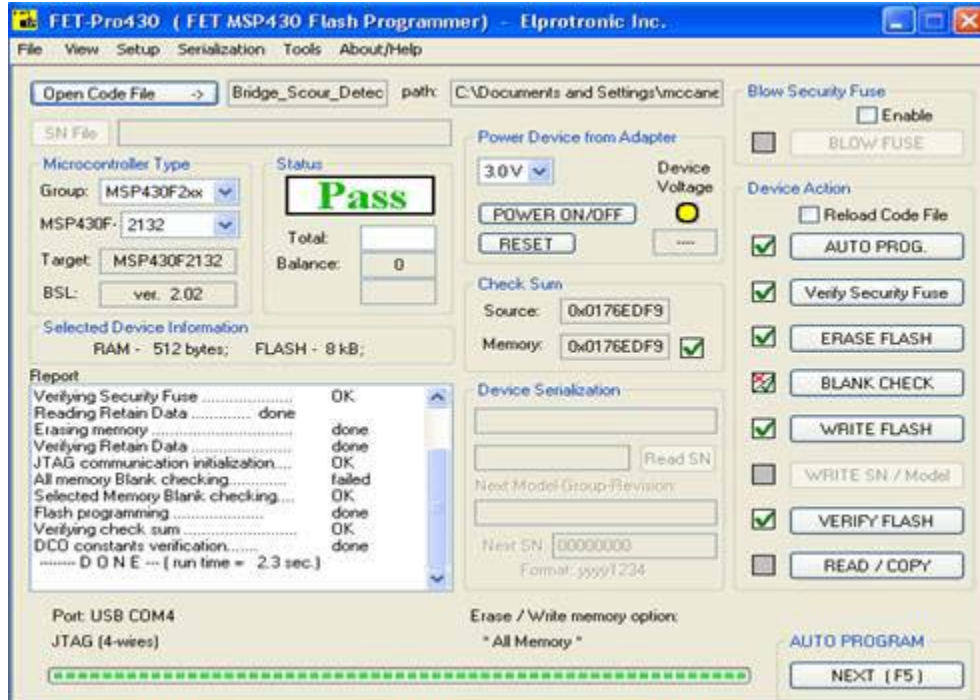 FET-Pro430 ( FET MSP430 Flash Programmer) - Elprotronic Inc.
File View Setup Serialization Tools About/Help
Open Code File -> Bridge_Scour_Detec path: C:\Documents and Settings\mccane
SN File
Microcontroller Type
Group: MSP430F2xx
MSP430F- 2132
Target: MSP430F2132
BSL: ver. 2.02
Status
Pass
Total:
Balance: 0
Selected Device Information
RAM - 512 bytes; FLASH - 8 kB;
Report
Verifying Security Fuse ...................... OK
Reading Retain Data ............. done
Erasing memory ................................. done
Verifying Retain Data ......................... done
JTAG communication initialization.... OK
All memory Blank checking............. failed
Selected Memory Blank checking.... OK
Flash programming ........................ done
Verifying check sum .......................... OK
DCO constants verification....... done
-------- D O N E --- ( run time = 2.3 sec.)
Power Device from Adapter
3.0 V
Device Voltage
POWER ON/OFF
RESET
----
Check Sum
Source: 0x0176EDF9
Memory: 0x0176EDF9
Device Serialization
Read SN
Next Model-Group-Revision:
Next SN: 00000000
Format: yyyy1234
Blow Security Fuse
Enable
BLOW FUSE
Device Action
Reload Code File
AUTO PROG.
Verify Security Fuse
ERASE FLASH
BLANK CHECK
WRITE FLASH
WRITE SN / Model
VERIFY FLASH
READ / COPY
Port: USB COM4
JTAG (4-wires)
Erase / Write memory option:
" All Memory "
AUTO PROGRAM
NEXT ( F5 )